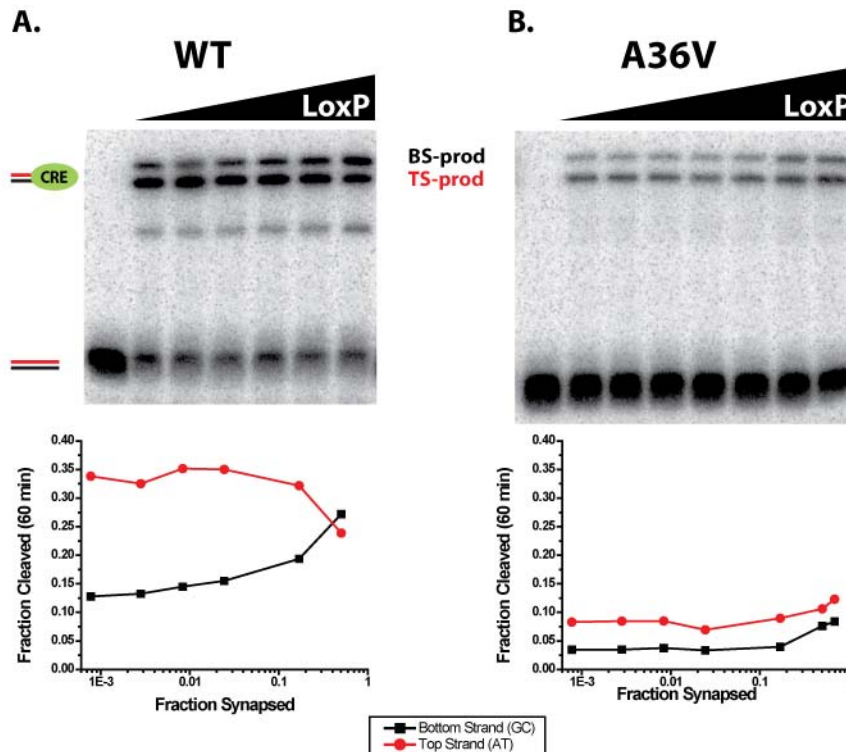 A.
WT
LoxP
CRE
BS-prod
TS-prod
B.
A36V
LoxP
Fraction Cleaved (60 min)
0.40
0.35
0.30
0.25
0.20
0.15
0.10
0.05
0.00
1E-3
0.01
0.1
1
Fraction Synapsed
Fraction Cleaved (60 min)
0.40
0.35
0.30
0.25
0.20
0.15
0.10
0.05
0.00
1E-3
0.01
0.1
Fraction Synapsed
Bottom Strand (GC)
Top Strand (AT)